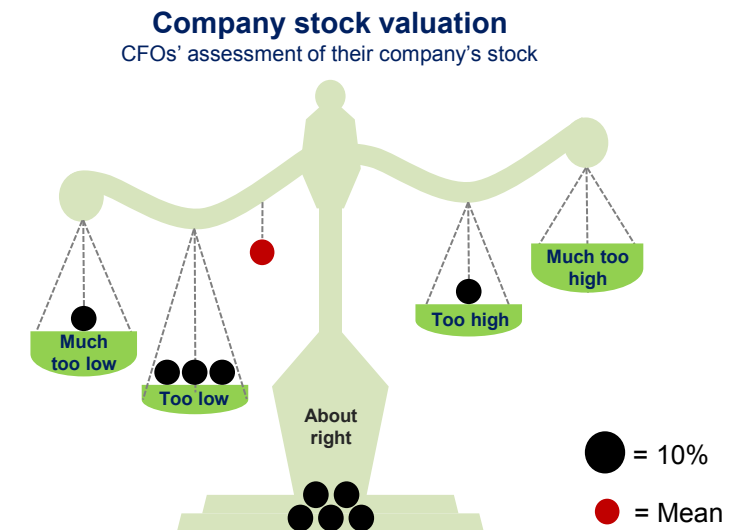 Company stock valuation
CFOs’ assessment of their company’s stock
Much too
high
Too high
Much
too low
Too low
About
right
= 10%
= Mean